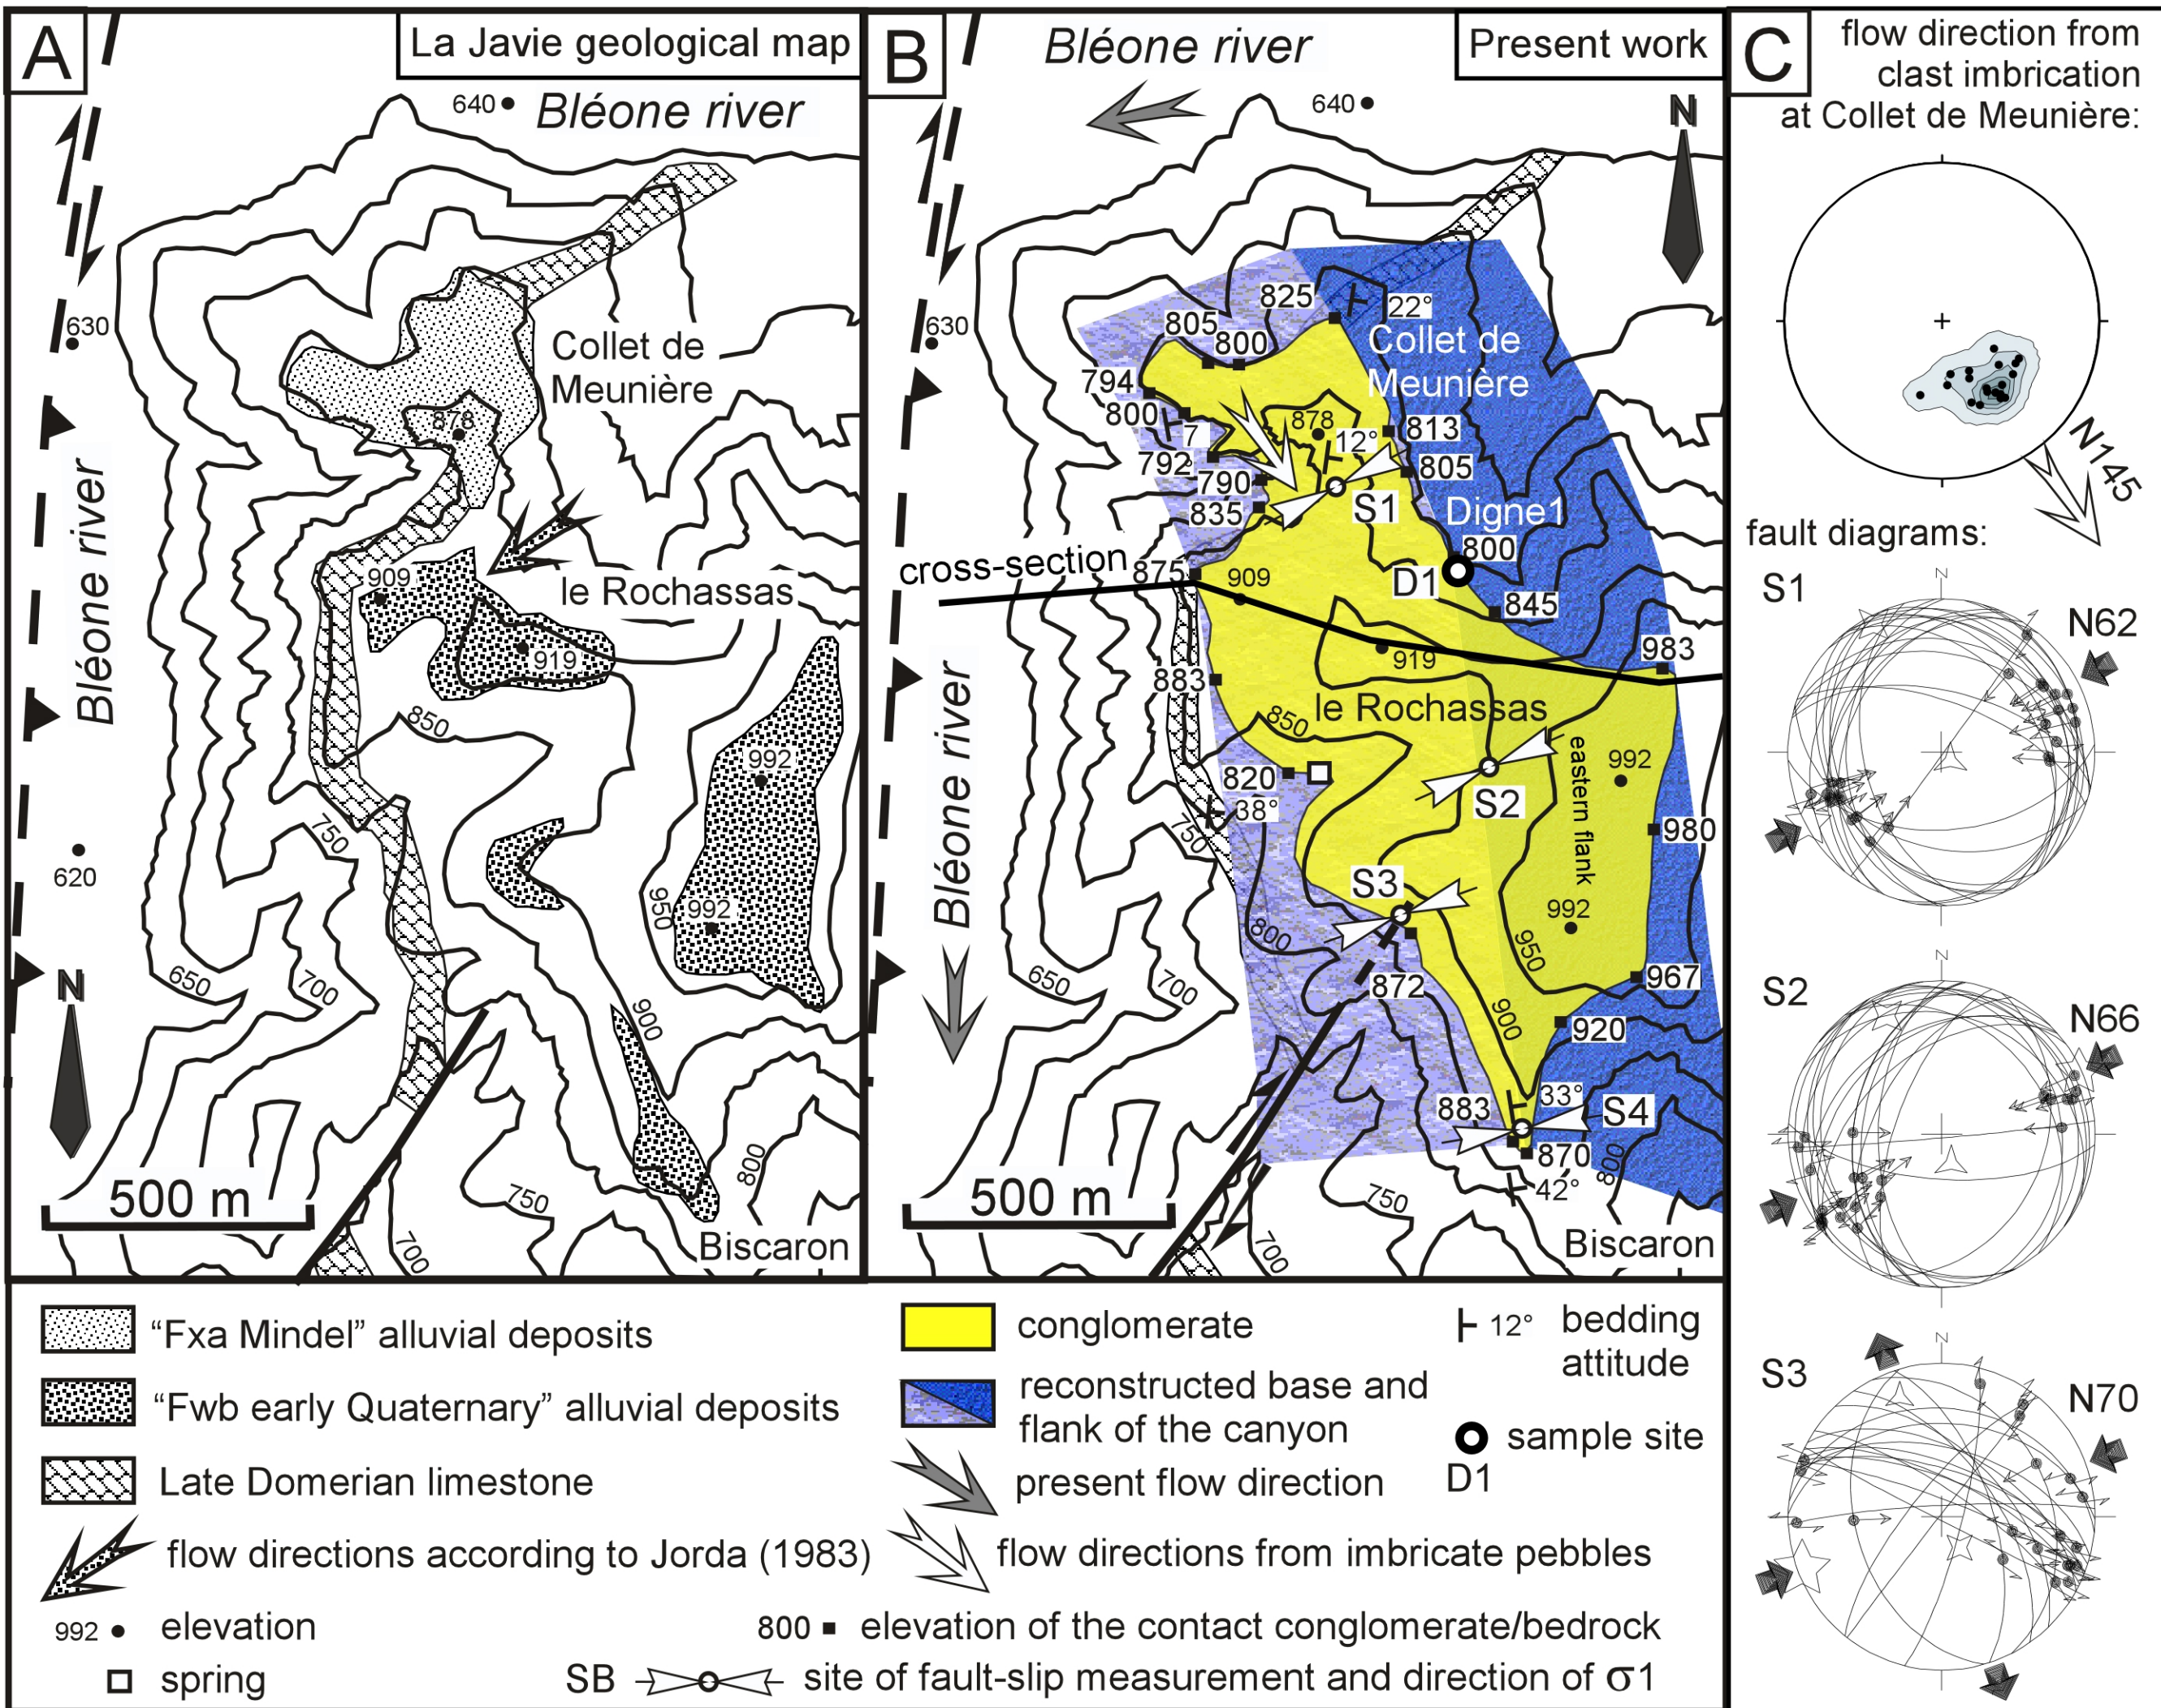 A
La Javie geological map
640
Bléone river
630
Collet de
Meunière
878
Bléone river
909
le Rochassas
919
850
992
750
620
992
950
650
700
N
900
800
500 m
750
700
Biscaron
B
Bléone river
Present work
640
N
630
825
22°
805
800
Collet de
Meunière
794
800
7
878
12°
813
792
805
790
S1
835
Digne1
800
cross-section
875
909
D1
845
919
983
883
le Rochassas
850
Bléone river
eastern flank
992
820
S2
38°
750
980
S3
992
800
950
872
967
650
700
900
920
883
33°
S4
870
800
42°
500 m
750
700
Biscaron
C
flow direction from
clast imbrication
at Collet de Meunière:
N145
fault diagrams:
N
S1
N62
N
S2
N66
N
S3
N70
“Fxa Mindel” alluvial deposits
“Fwb early Quaternary” alluvial deposits
Late Domerian limestone
flow directions according to Jorda (1983)
992 elevation
spring
conglomerate
reconstructed base and
flank of the canyon
present flow direction
flow directions from imbricate pebbles
800 elevation of the contact conglomerate/bedrock
SB site of fault-slip measurement and direction of σ1
12° bedding
attitude
sample site
D1